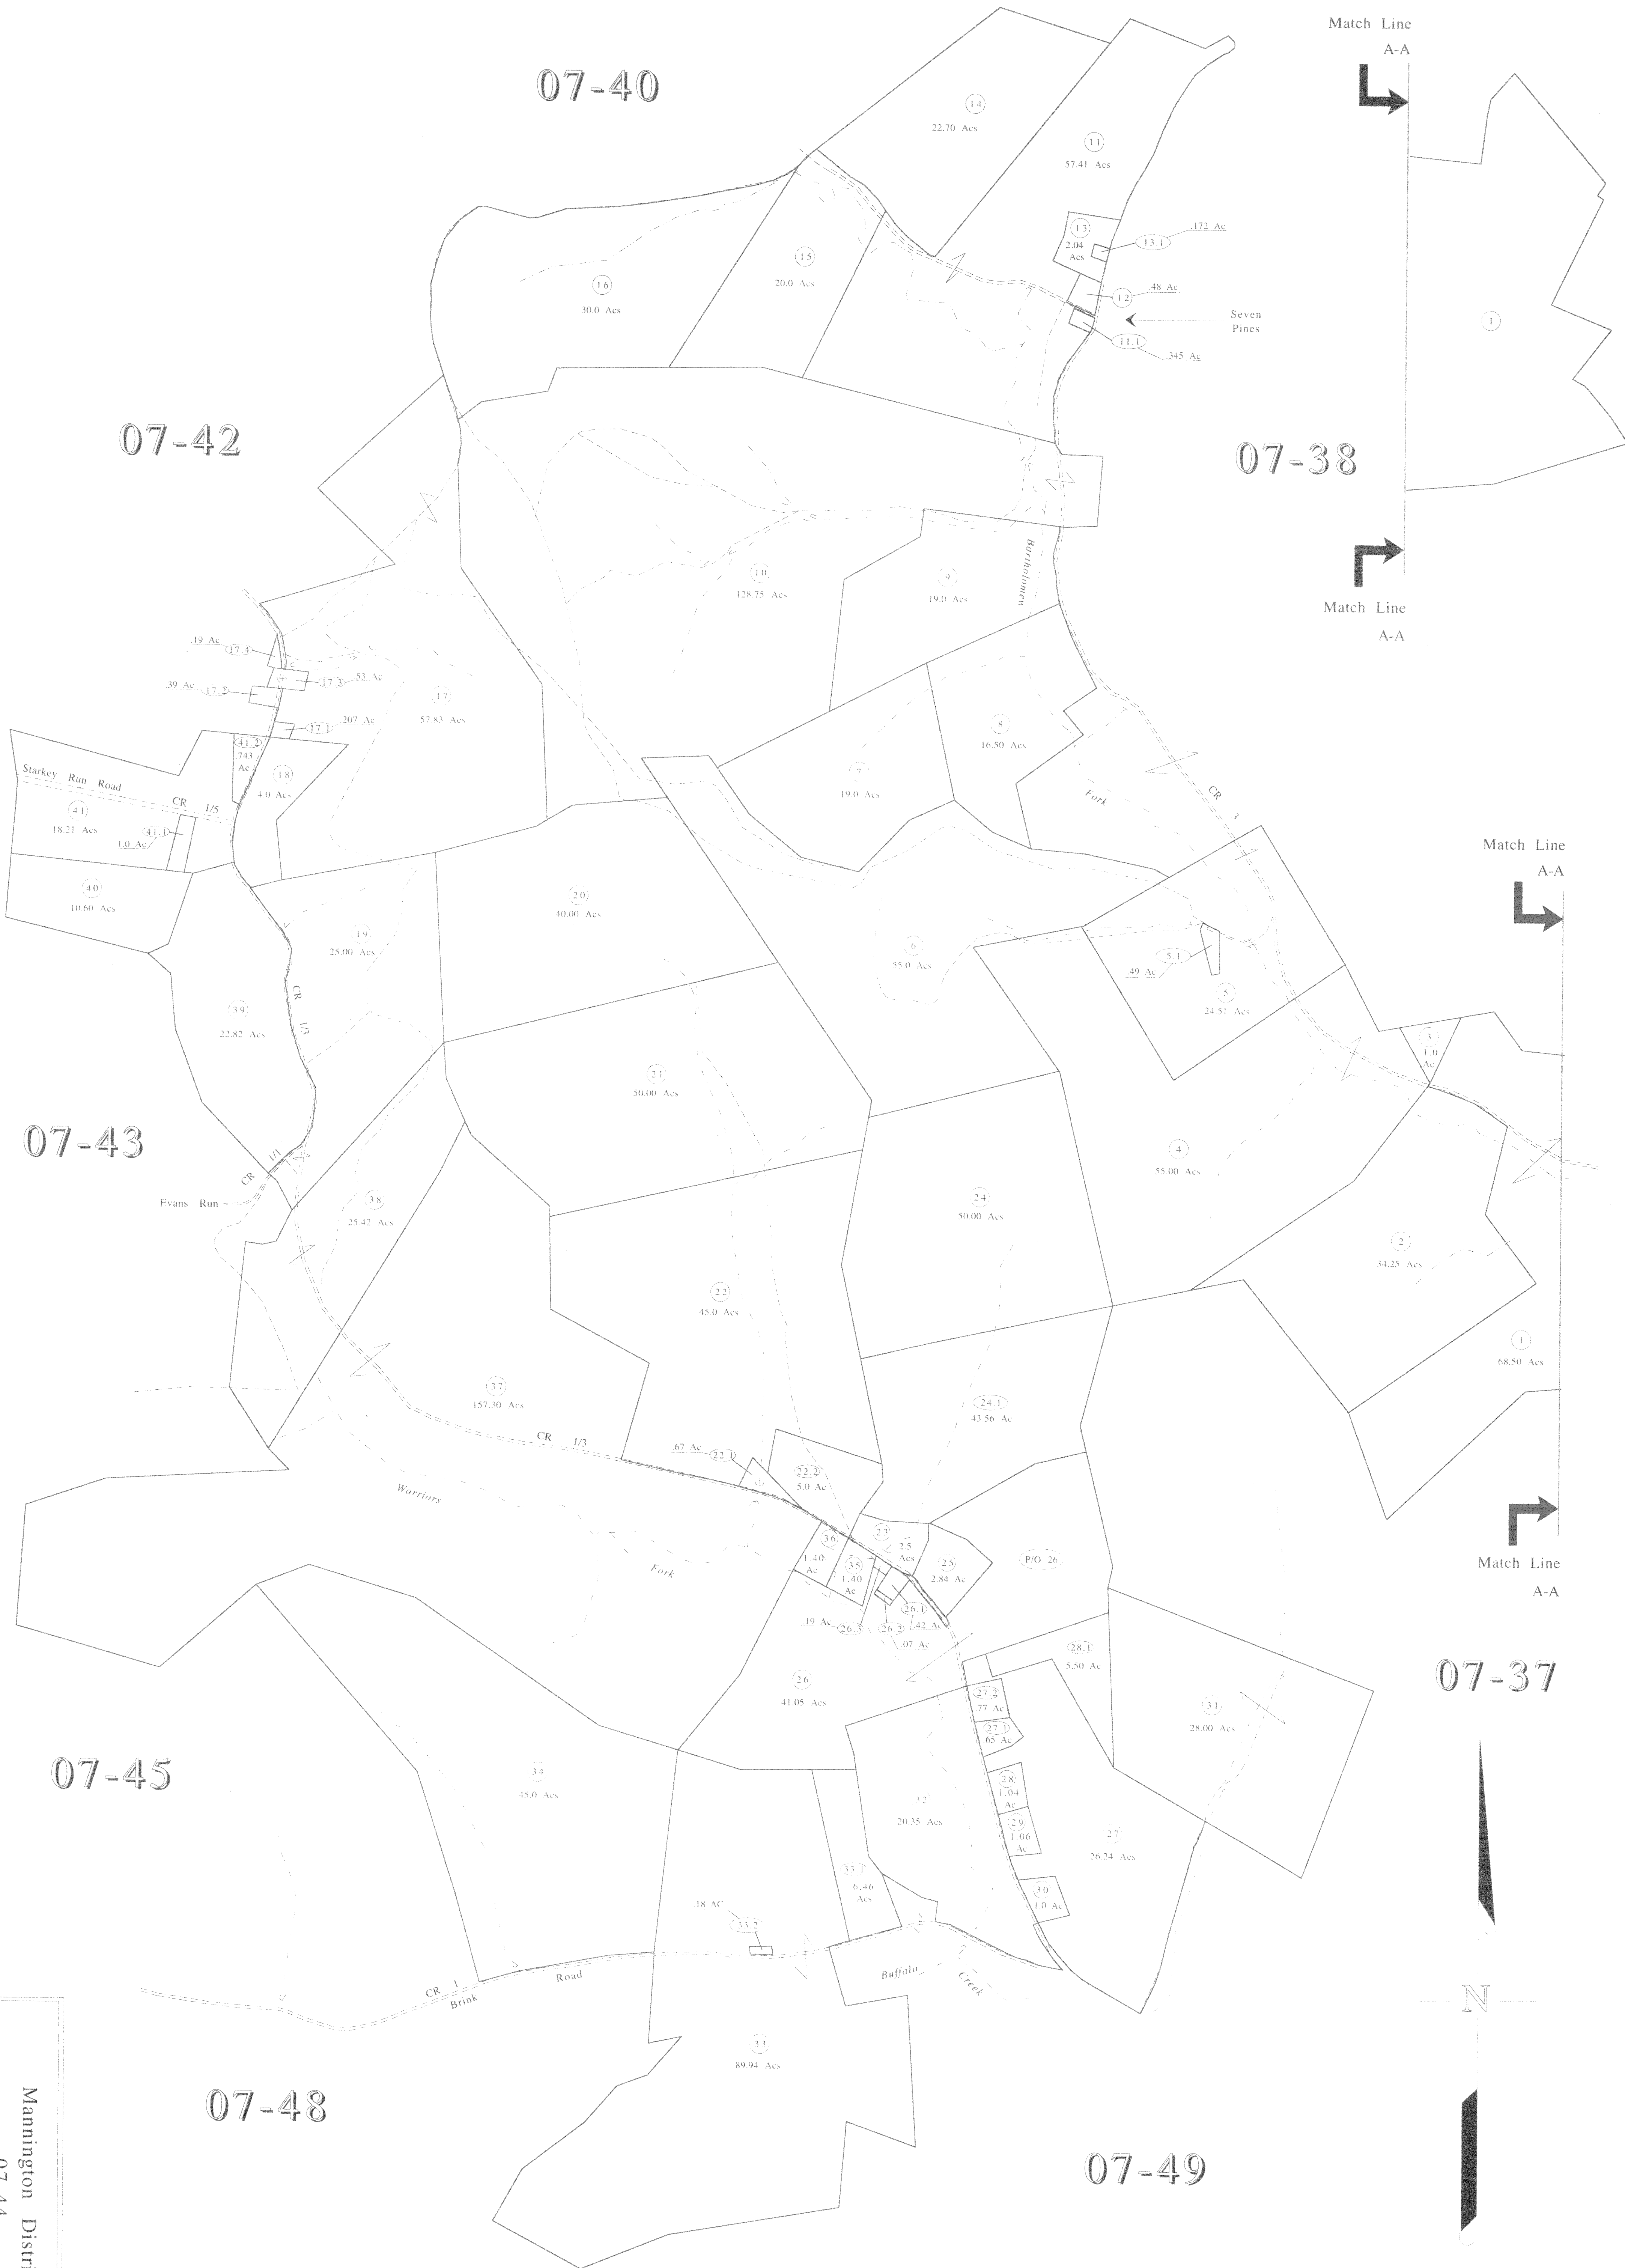 Match Line
A-A
07-40
14
22.70 Acs
11
57.41 Acs
13
2.04
Acs
13.1
.172 Ac
12
.48 Ac
Seven
Pines
11.1
.345 Ac
15
20.0 Acs
16
30.0 Acs
1
07-42
07-38
Match Line
A-A
10
128.75 Acs
9
19.0 Acs
Bartholomew
Fork
.19 Ac
17.4
17.3
.53 Ac
.39 Ac
17.2
17.1
.207 Ac
17
57.83 Acs
8
16.50 Acs
7
19.0 Acs
CR 3
41.2
.743
Ac
18
4.0 Acs
Starkey Run Road
CR 1/5
41
18.21 Acs
41.1
1.0 Ac
40
10.60 Acs
Match Line
A-A
20
40.00 Acs
19
25.00 Acs
6
55.0 Acs
5.1
.49 Ac
5
24.51 Acs
39
22.82 Acs
CR 1/3
3
1.0
Ac
21
50.00 Acs
07-43
CR 1/1
Evans Run
4
55.00 Acs
38
25.42 Acs
24
50.00 Acs
2
34.25 Acs
22
45.0 Acs
1
68.50 Acs
37
157.30 Acs
24.1
43.56 Ac
CR 1/3
.67 Ac
22.1
22.2
5.0 Ac
Warriors
Fork
36
1.40
Ac
35
1.40
Ac
23
2.5
Acs
25
2.84 Ac
P/O 26
Match Line
A-A
.19 Ac
26.3
26.2
.07 Ac
26.1
.42 Ac
26
41.05 Acs
28.1
5.50 Ac
07-37
27.2
.77 Ac
27.1
.65 Ac
31
28.00 Acs
07-45
34
45.0 Acs
28
1.04
Ac
32
20.35 Acs
29
1.06
Ac
27
26.24 Acs
33.1
6.46
Acs
30
1.0 Ac
.18 AC
33.2
CR 1
Brink Road
Buffalo Creek
N
33
89.94 Acs
07-48
07-49
Mannington Distri
07-44